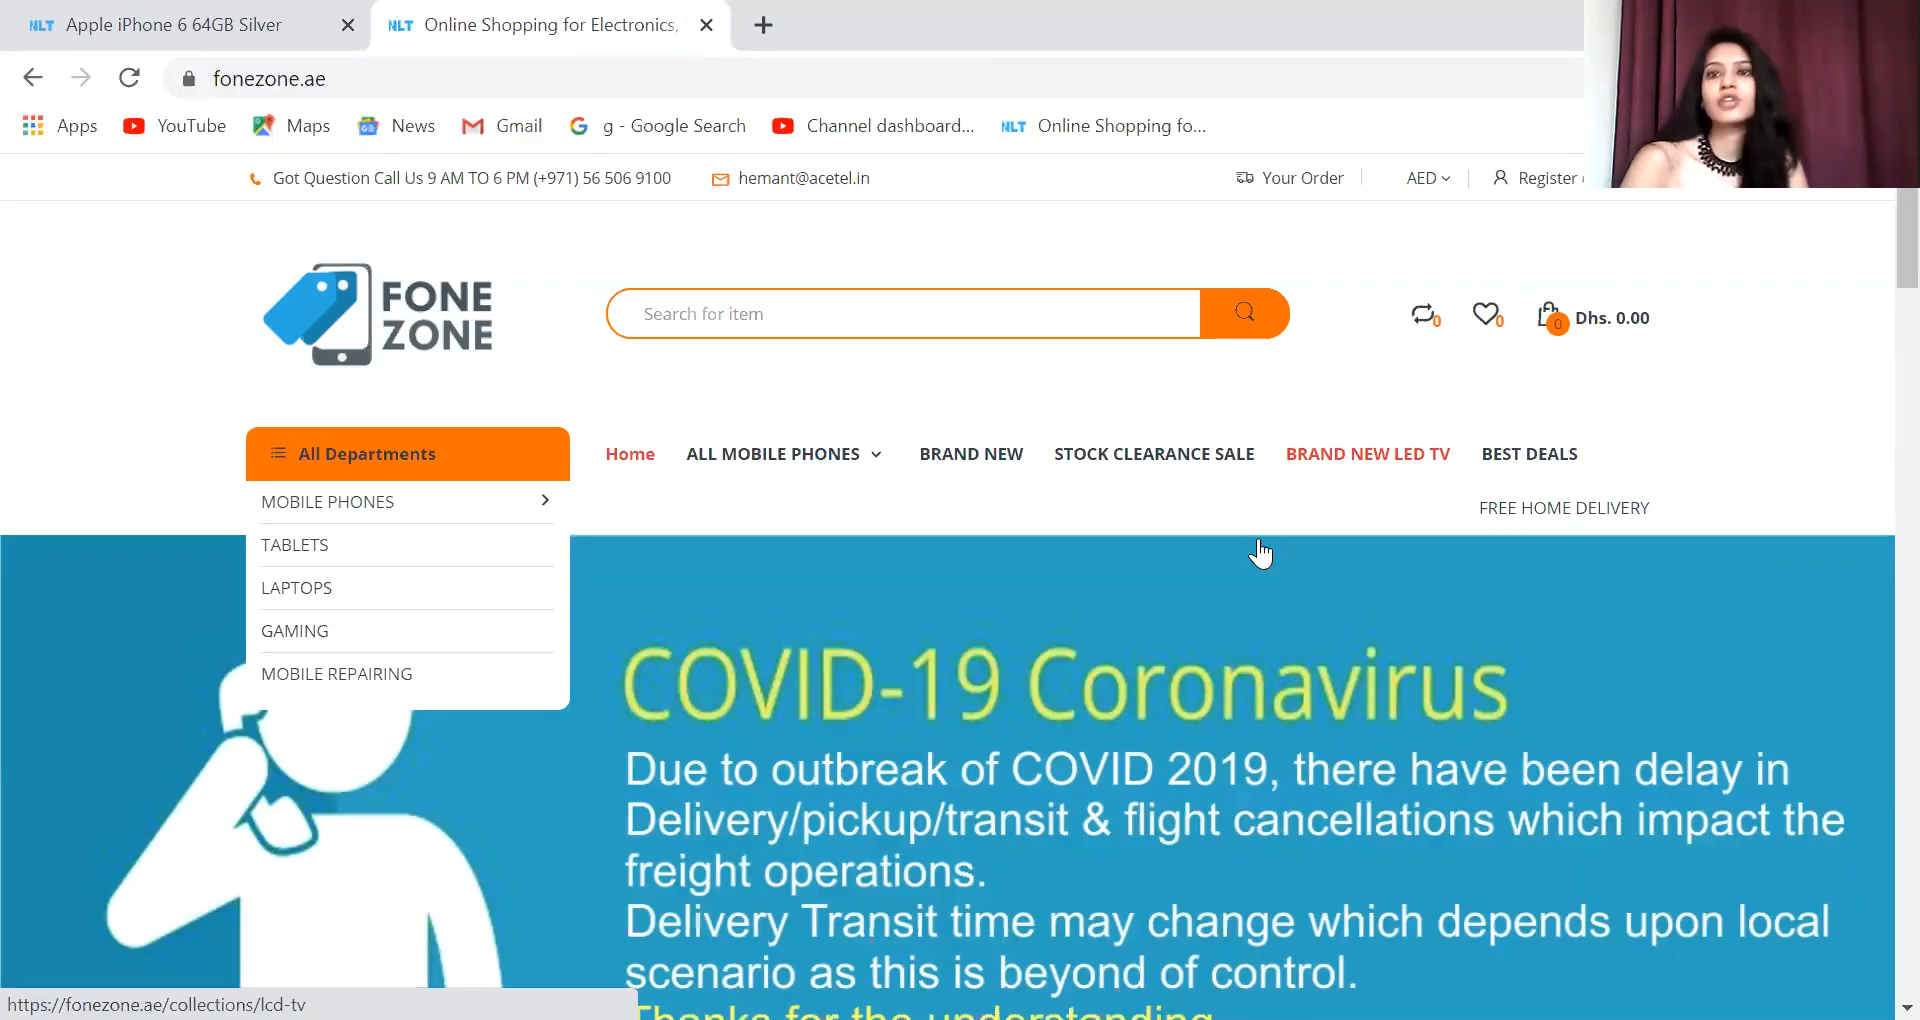 NLT Apple iPhone 6 64GB Silver
NLT Online Shopping for Electronics,
fonezone.ae
Apps YouTube Maps News Gmail g - Google Search Channel dashboard... NLT Online Shopping fo...
Got Question Call Us 9 AM TO 6 PM (+971) 56 506 9100 hemant@acetel.in Your Order AED Register
FONE
ZONE
Search for item
0 0 0 Dhs. 0.00
All Departments
Home ALL MOBILE PHONES BRAND NEW STOCK CLEARANCE SALE BRAND NEW LED TV BEST DEALS
FREE HOME DELIVERY
MOBILE PHONES
TABLETS
LAPTOPS
GAMING
MOBILE REPAIRING
COVID-19 Coronavirus
Due to outbreak of COVID 2019, there have been delay in
Delivery/pickup/transit & flight cancellations which impact the
freight operations.
Delivery Transit time may change which depends upon local
scenario as this is beyond of control.
Thanks for the understanding
https://fonezone.ae/collections/lcd-tv